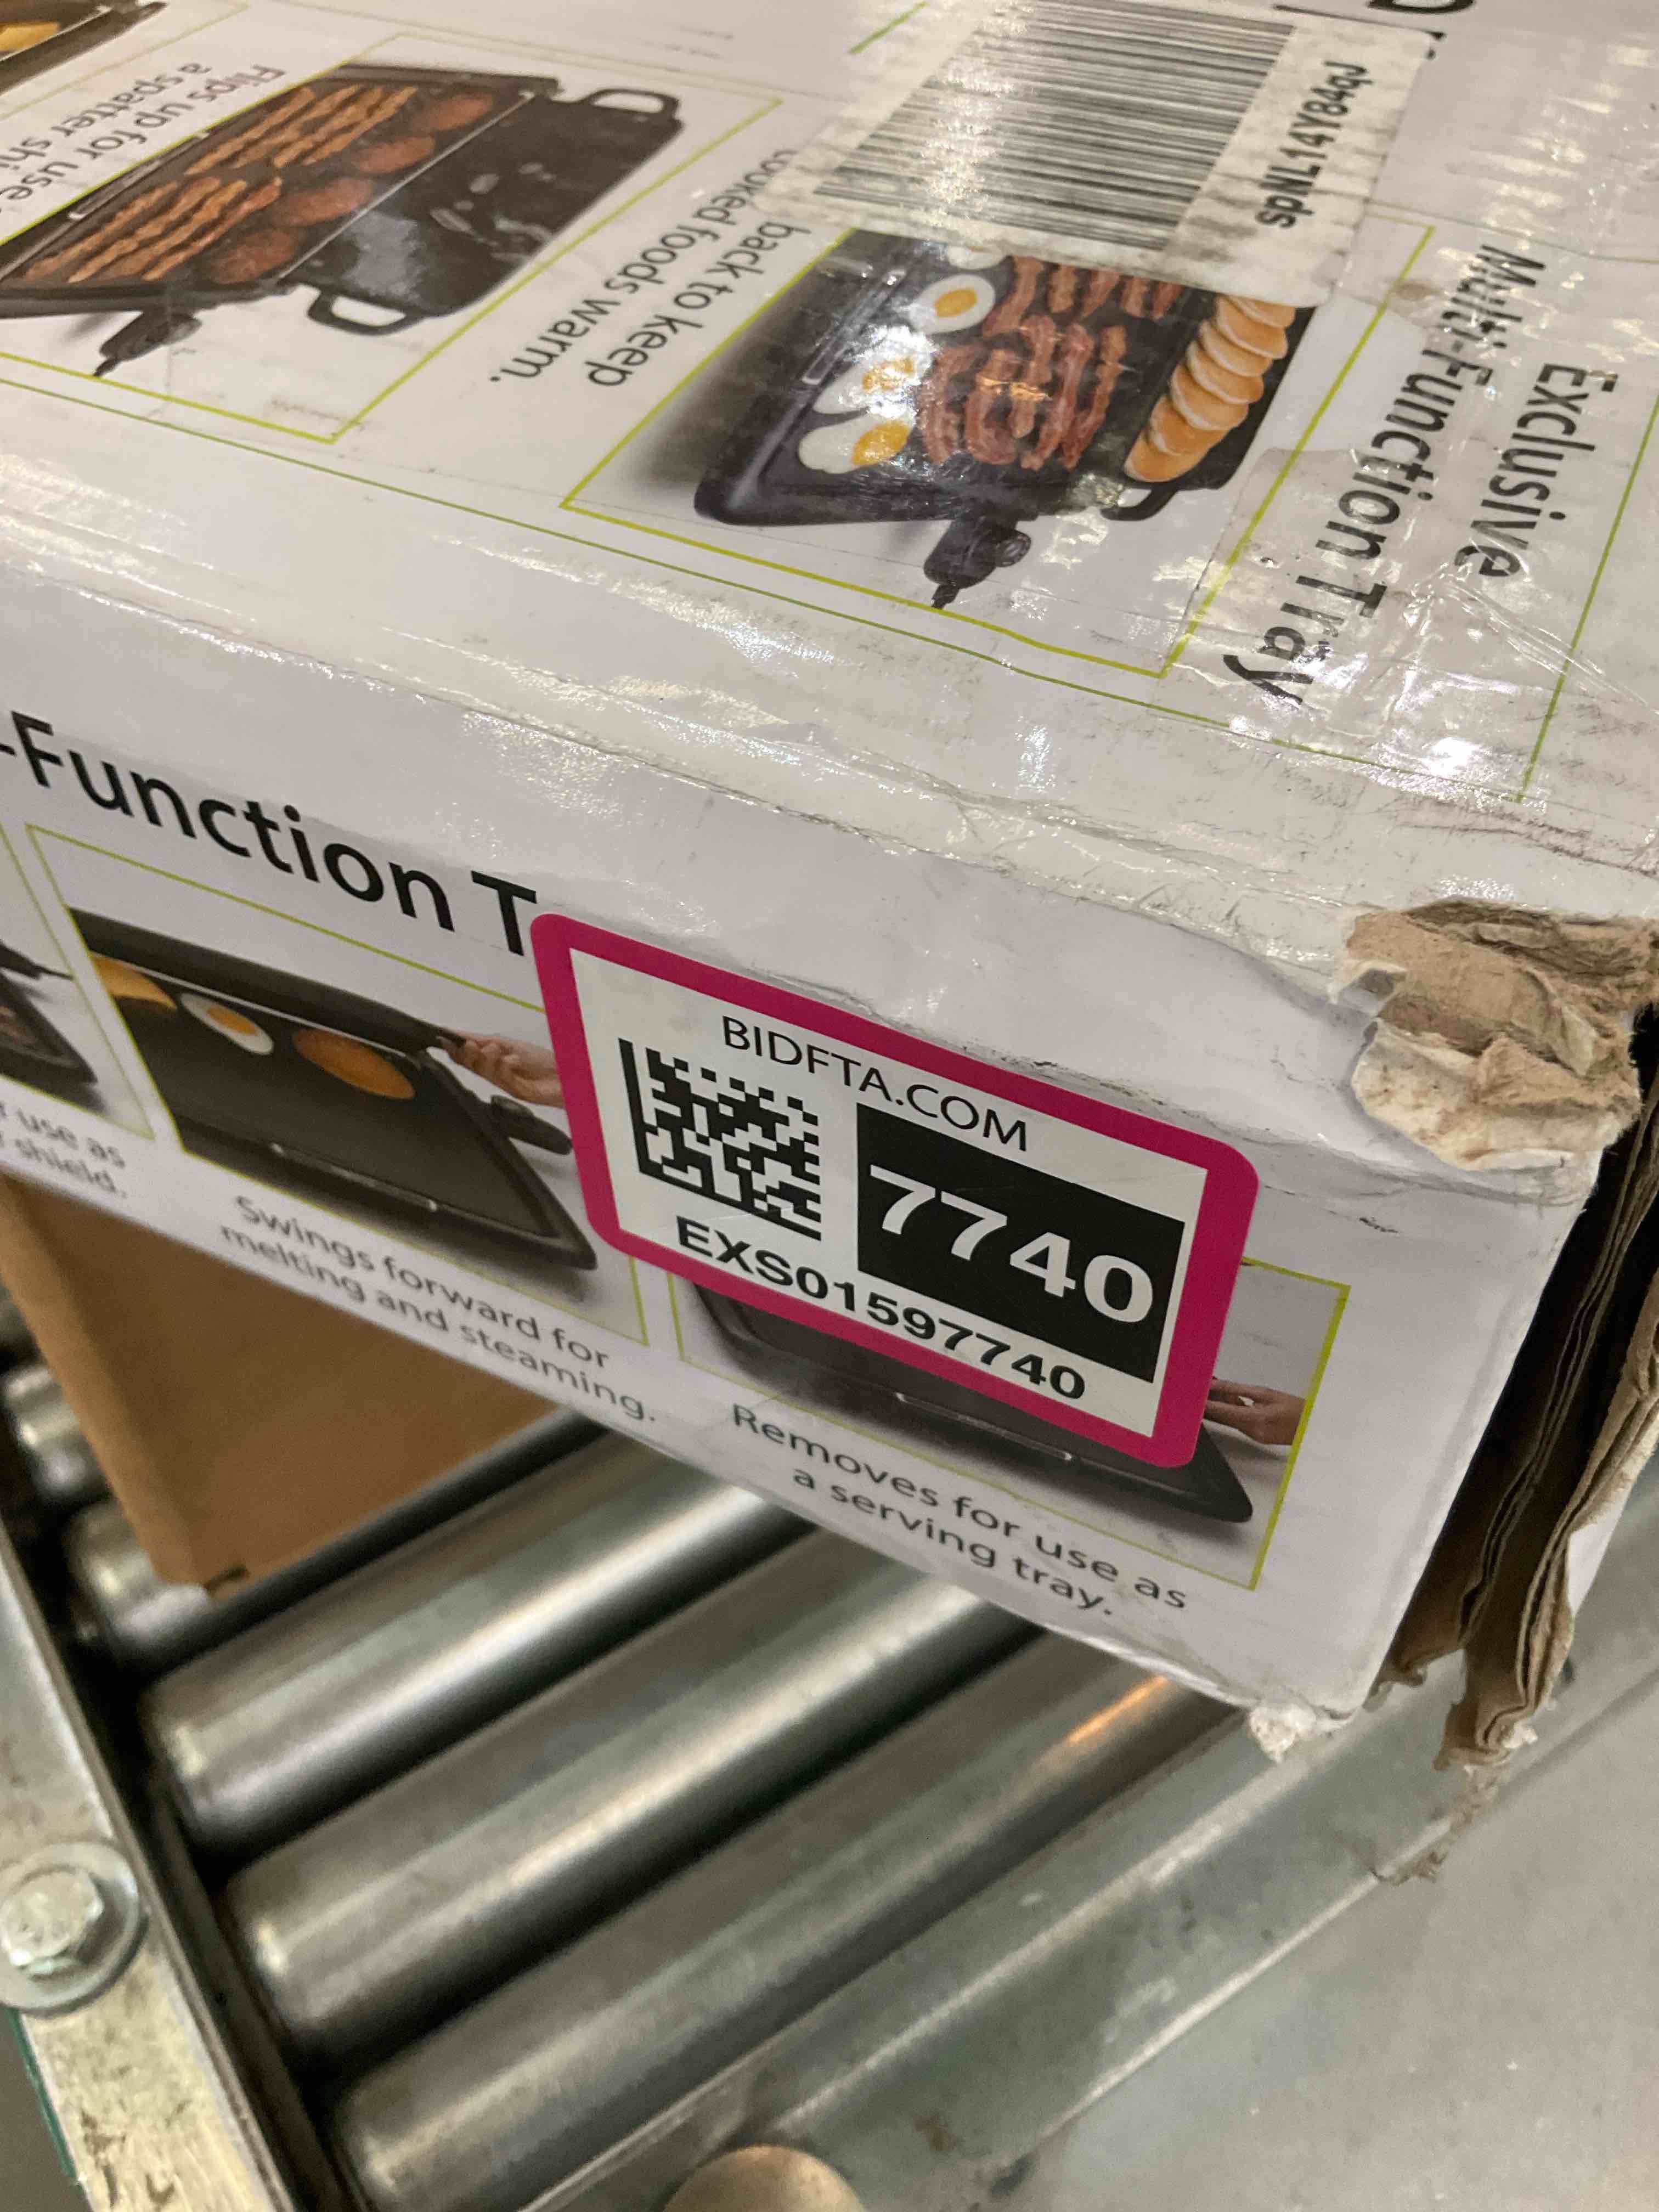 spNL14Y84qJ
Exclusive
Multi-Function Tray
back to keep
cooked foods warm.
Flips up for use
a spatter
-Function T
BIDFTA.COM
7740
EXS01597740
use as
shield.
Swings forward for
melting and steaming.
Removes for use as
a serving tray.